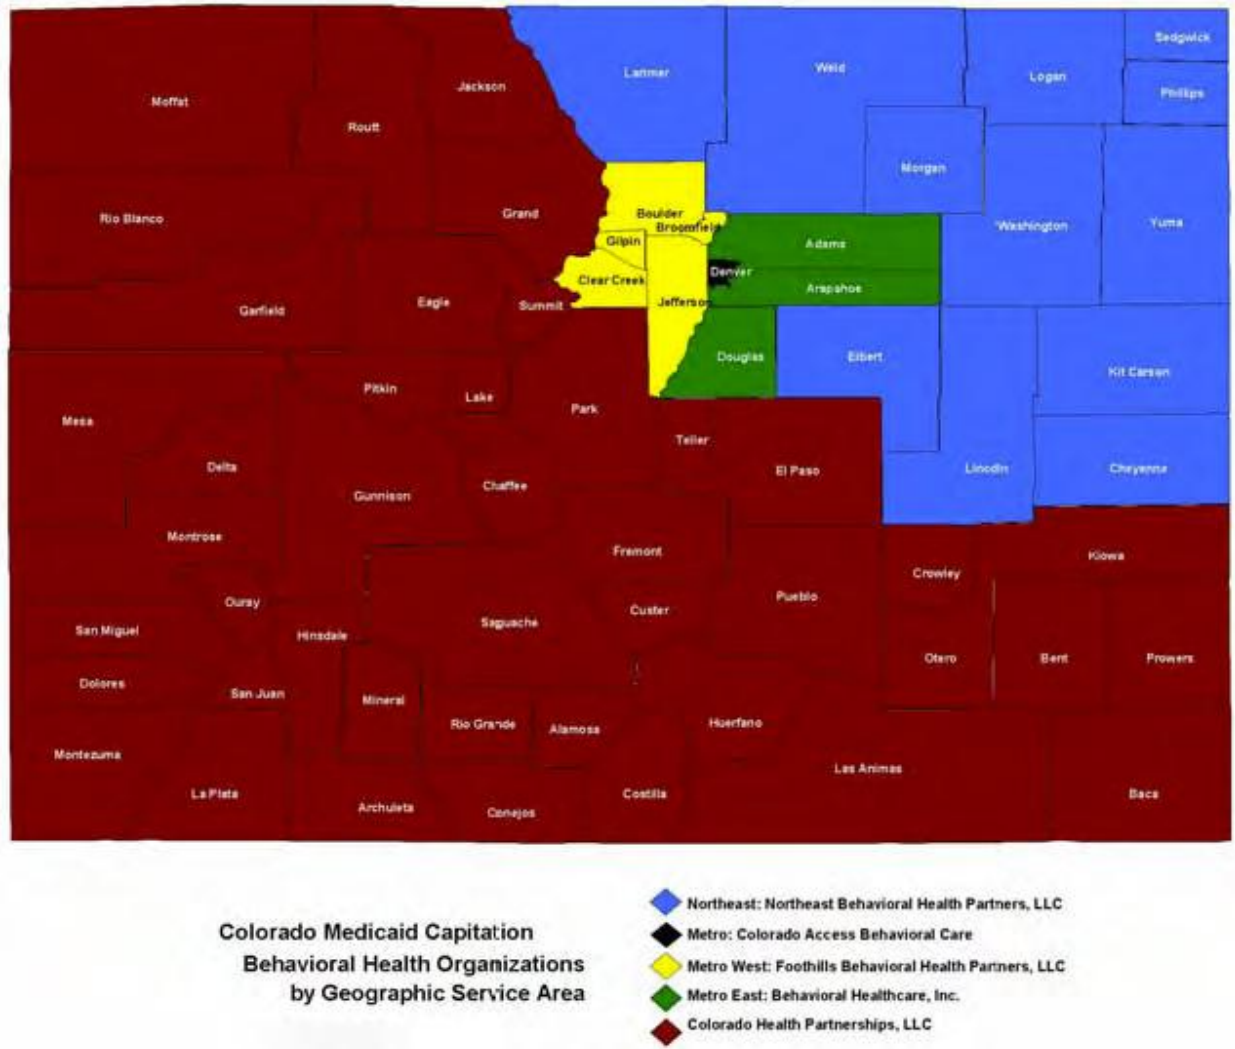 Sedgwick
Larimer
Weld
Logan
Jackson
Phillips
Moffat
Routt
Morgan
Rio Blanco
Grand
Boulder
Broomfield
Washington
Yuma
Gilpin
Adams
Denver
Clear Creek
Arapahoe
Eagle
Summit
Jefferson
Garfield
Douglas
Elbert
Kit Carson
Pitkin
Lake
Park
Mesa
Teller
Delta
El Paso
Lincoln
Cheyenne
Chaffee
Gunnison
Montrose
Fremont
Kiowa
Crowley
Ouray
Pueblo
Custer
San Miguel
Hinsdale
Saguache
Otero
Bent
Prowers
Dolores
San Juan
Mineral
Rio Grande
Alamosa
Huerfano
Montezuma
Las Animas
La Plata
Archuleta
Conejos
Costilla
Baca
Colorado Medicaid Capitation
Behavioral Health Organizations
by Geographic Service Area
Northeast: Northeast Behavioral Health Partners, LLC
Metro: Colorado Access Behavioral Care
Metro West: Foothills Behavioral Health Partners, LLC
Metro East: Behavioral Healthcare, Inc.
Colorado Health Partnerships, LLC